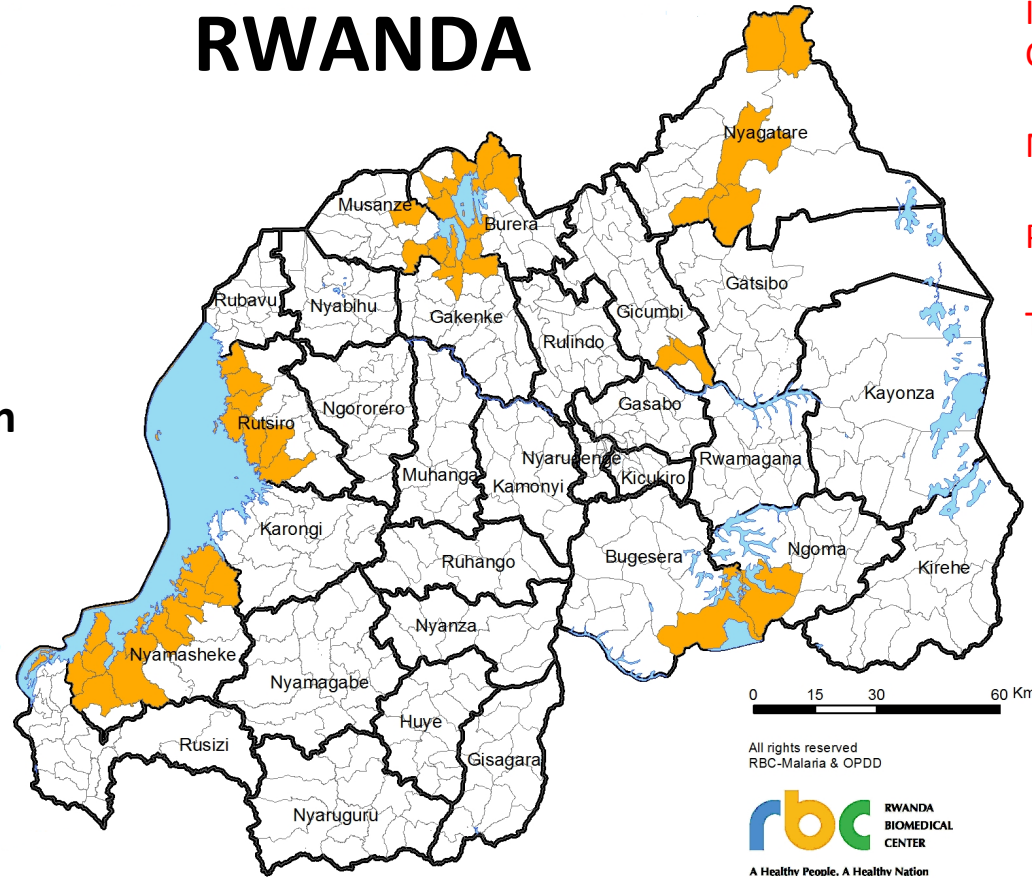 RWANDA
I
Nyagatare
Musanze
Burera
Rubavu
Nyabihu
Gakenke
Gicumbi
Gatsibo
Rulindo
Kayonza
Rutsiro
Ngororero
Gasabo
n
Muhanga
Kamonyi
Nyarugenge
Kicukiro
Rwamagana
Karongi
Ruhango
Bugesera
Ngoma
Kirehe
Nyanza
Nyamasheke
Nyamagabe
Huye
Rusizi
Gisagara
Nyaruguru
0 15 30 60 Km
All rights reserved
RBC-Malaria & OPDD
rbc
RWANDA
BIOMEDICAL
CENTER
A Healthy People, A Healthy Nation